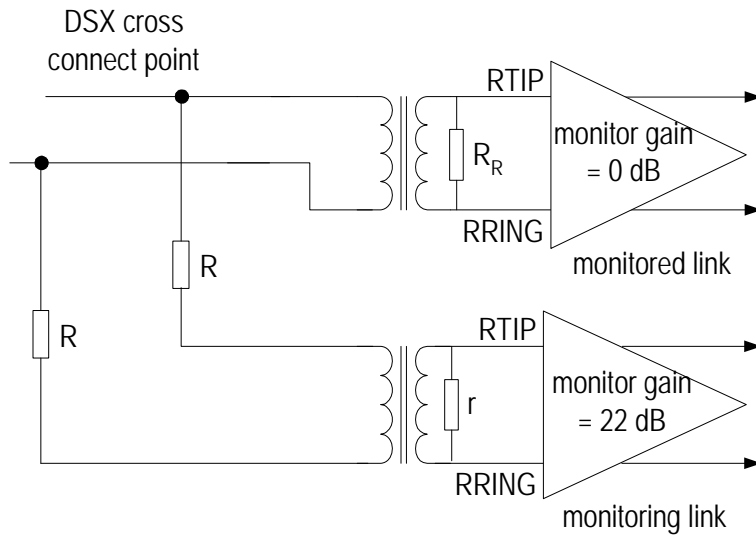 DSX cross
connect point
RTIP
monitor gain
= 0 dB
R_R
RRING
monitored link
R
R
RTIP
monitor gain
= 22 dB
r
RRING
monitoring link